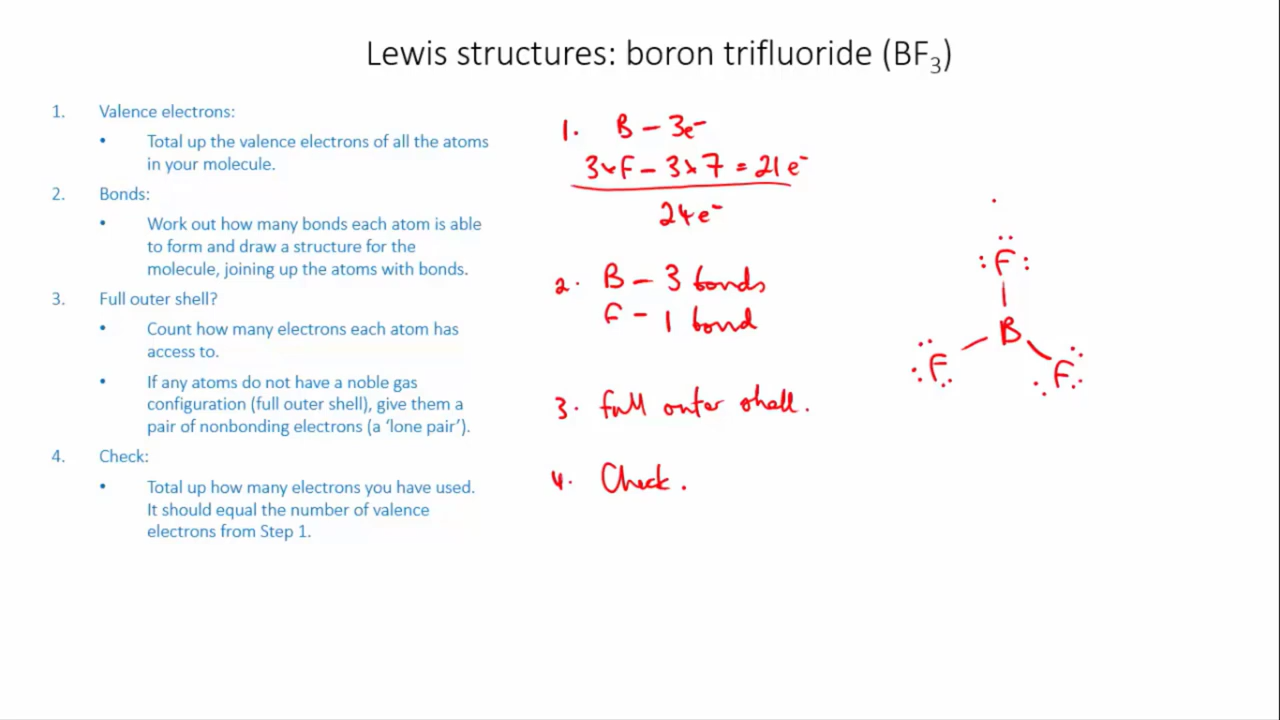 Lewis structures: boron trifluoride (BF₃)
1. Valence electrons:
• Total up the valence electrons of all the atoms
in your molecule.
2. Bonds:
• Work out how many bonds each atom is able
to form and draw a structure for the
molecule, joining up the atoms with bonds.
3. Full outer shell?
• Count how many electrons each atom has
access to.
• If any atoms do not have a noble gas
configuration (full outer shell), give them a
pair of nonbonding electrons (a ‘lone pair’).
4. Check:
• Total up how many electrons you have used.
It should equal the number of valence
electrons from Step 1.
1. B – 3e⁻
3×F – 3×7 = 21e⁻
24e⁻
2. B – 3 bonds
F – 1 bond
3. Full outer shell.
4. Check.
F
B
F F